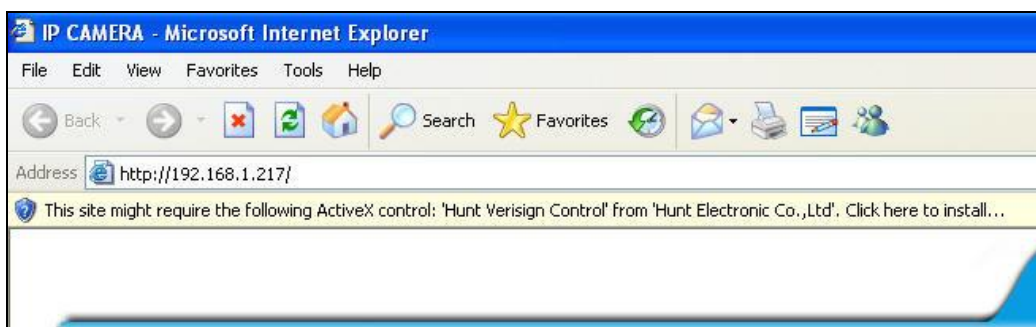 IP CAMERA - Microsoft Internet Explorer
File Edit View Favorites Tools Help
Back Search Favorites
Address http://192.168.1.217/
This site might require the following ActiveX control: 'Hunt Verisign Control' from 'Hunt Electronic Co.,Ltd'. Click here to install...